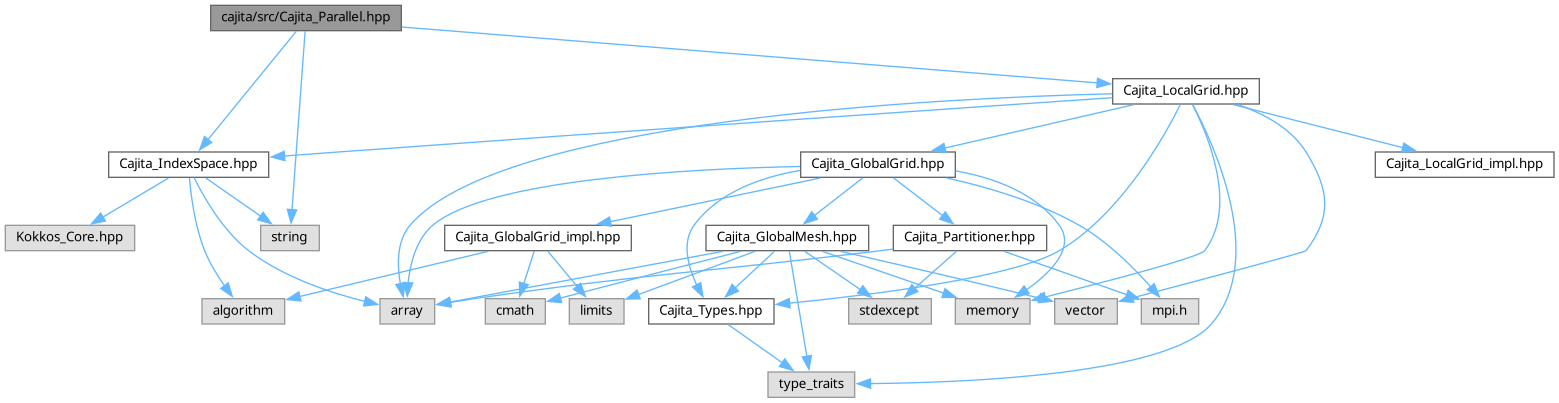 cajita/src/Cajita_Parallel.hpp
Cajita_LocalGrid.hpp
Cajita_IndexSpace.hpp
Cajita_GlobalGrid.hpp
Cajita_LocalGrid_impl.hpp
Kokkos_Core.hpp
string
Cajita_GlobalGrid_impl.hpp
Cajita_GlobalMesh.hpp
Cajita_Partitioner.hpp
algorithm
array
cmath
limits
Cajita_Types.hpp
stdexcept
memory
vector
mpi.h
type_traits